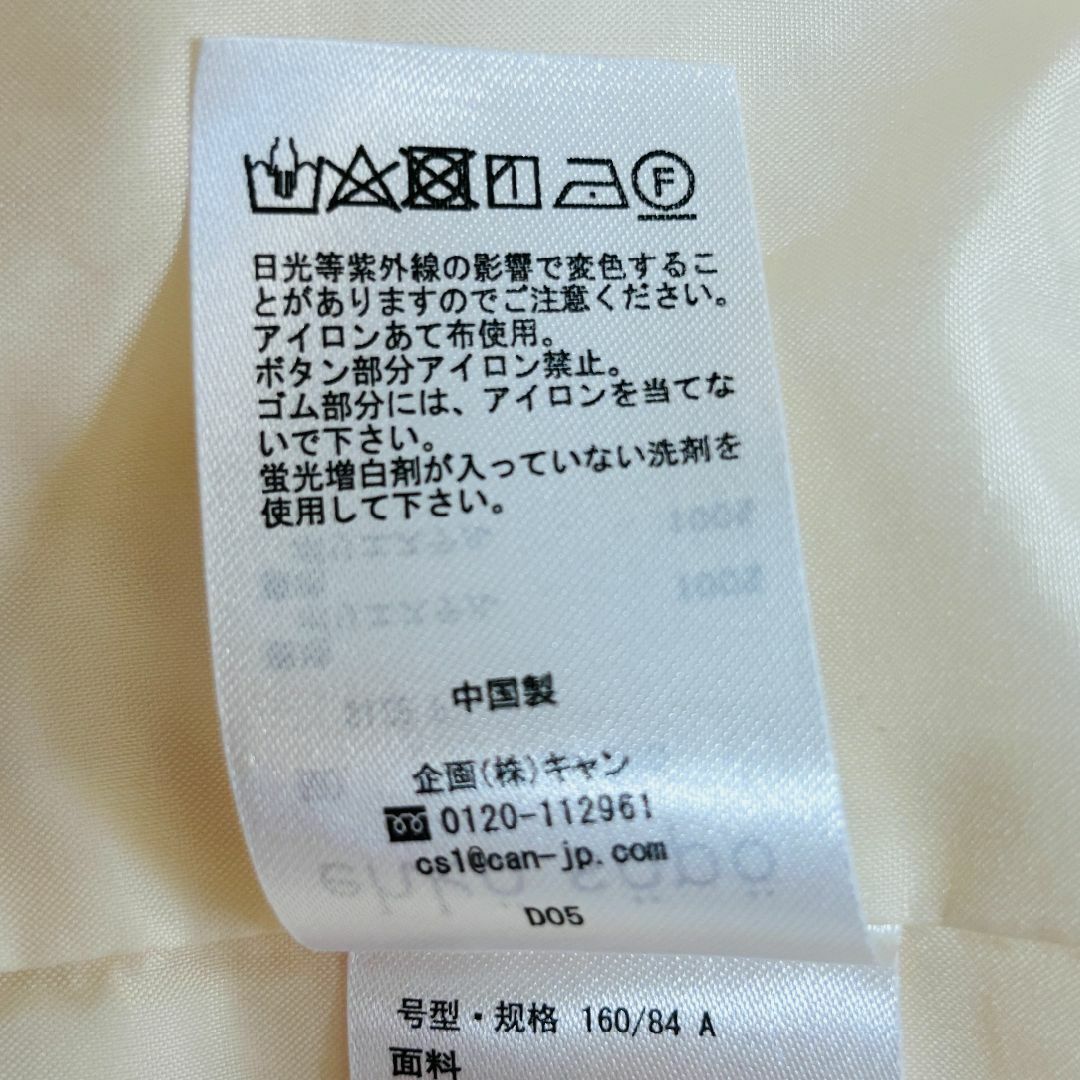 F
日光等紫外線の影響で変色するこ
とがありますのでご注意ください。
アイロンあて布使用。
ボタン部分アイロン禁止。
ゴム部分には、アイロンを当てな
いで下さい。
蛍光増白剤が入っていない洗剤を
使用して下さい。
中国製
企画(株)キャン
0120-112961
cs1@can-jp.com
D05
号型・规格 160/84 A
面料